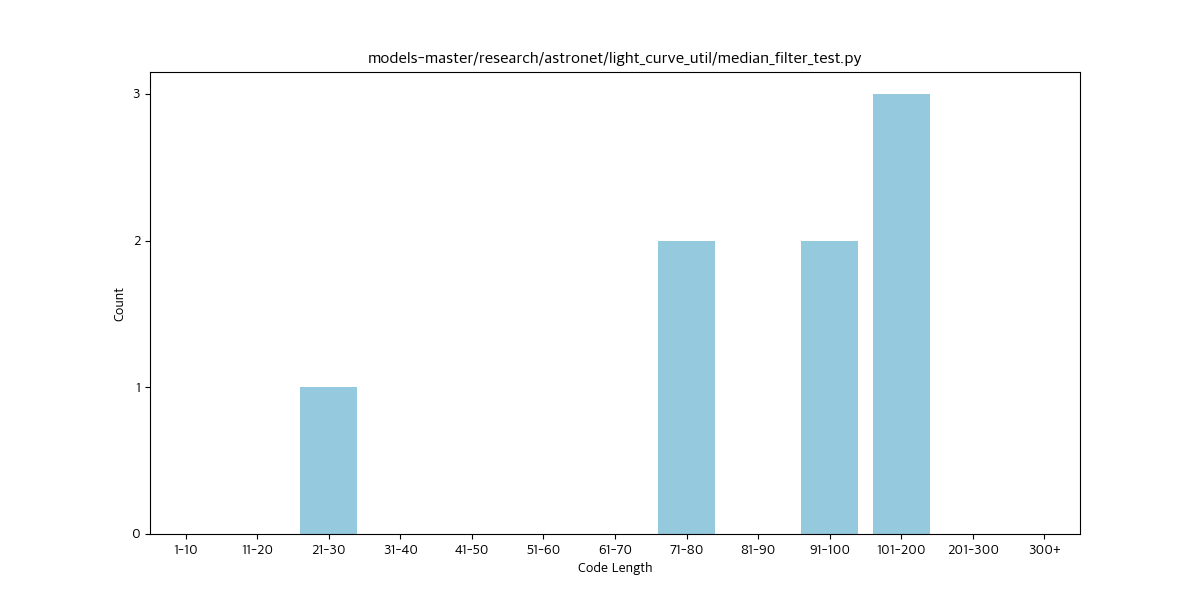 models-master/research/astronet/light_curve_util/median_filter_test.py
Count
3
2
1
0
1-10 11-20 21-30 31-40 41-50 51-60 61-70 71-80 81-90 91-100 101-200 201-300 300+
Code Length